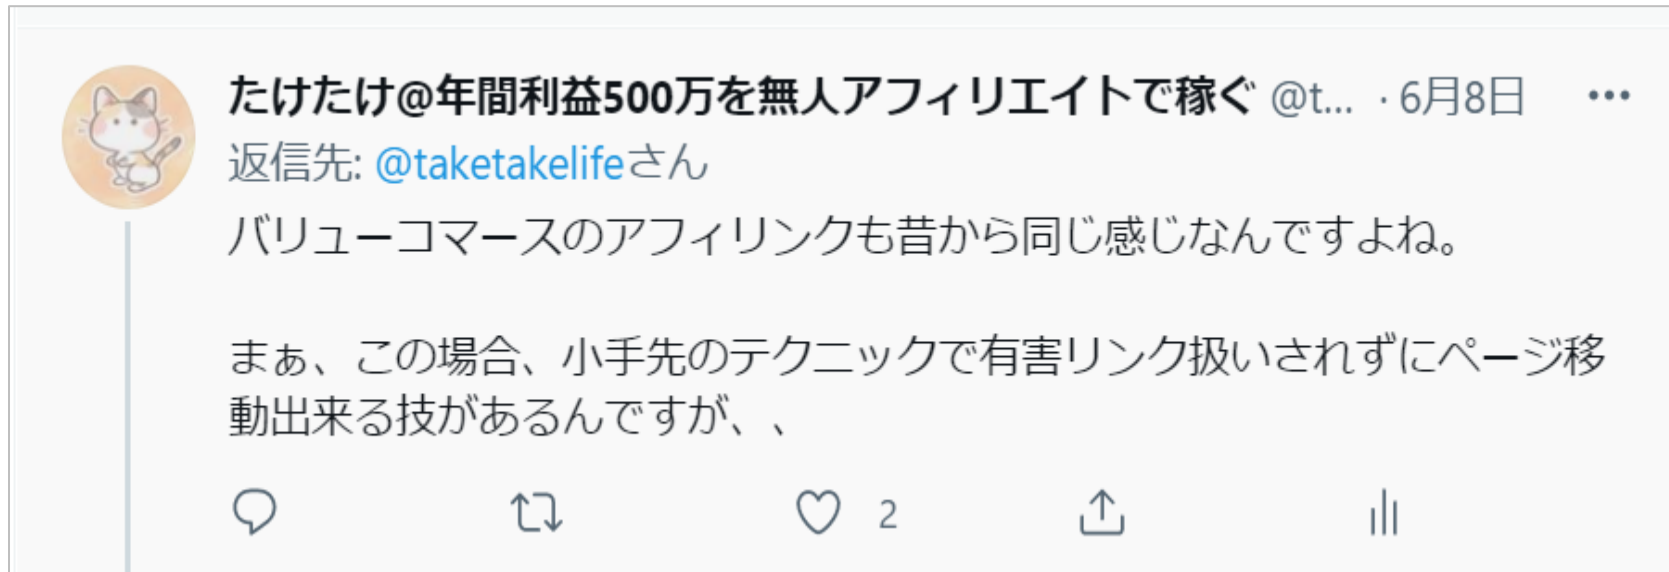 たけたけ@年間利益500万を無人アフィリエイトで稼ぐ @t... · 6月8日
返信先: @taketakelifeさん
バリューコマースのアフィリンクも昔から同じ感じなんですよね。
まぁ、この場合、小手先のテクニックで有害リンク扱いされずにページ移
動出来る技があるんですが、、
2